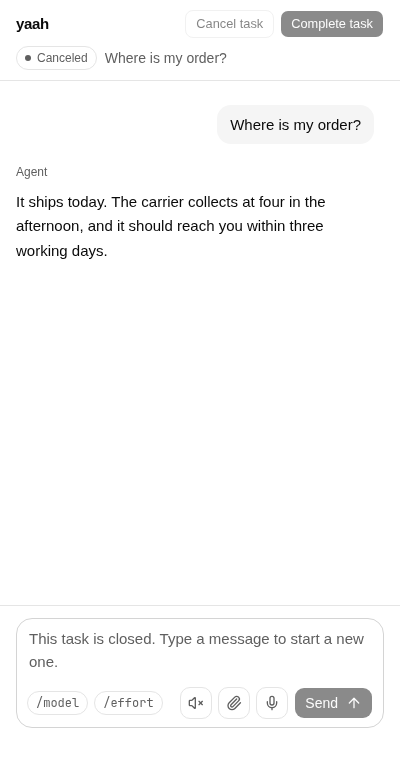 yaah
Cancel task
Complete task
Canceled
Where is my order?
Where is my order?
Agent
It ships today. The carrier collects at four in the
afternoon, and it should reach you within three
working days.
This task is closed. Type a message to start a new
one.
/model
/effort
Send